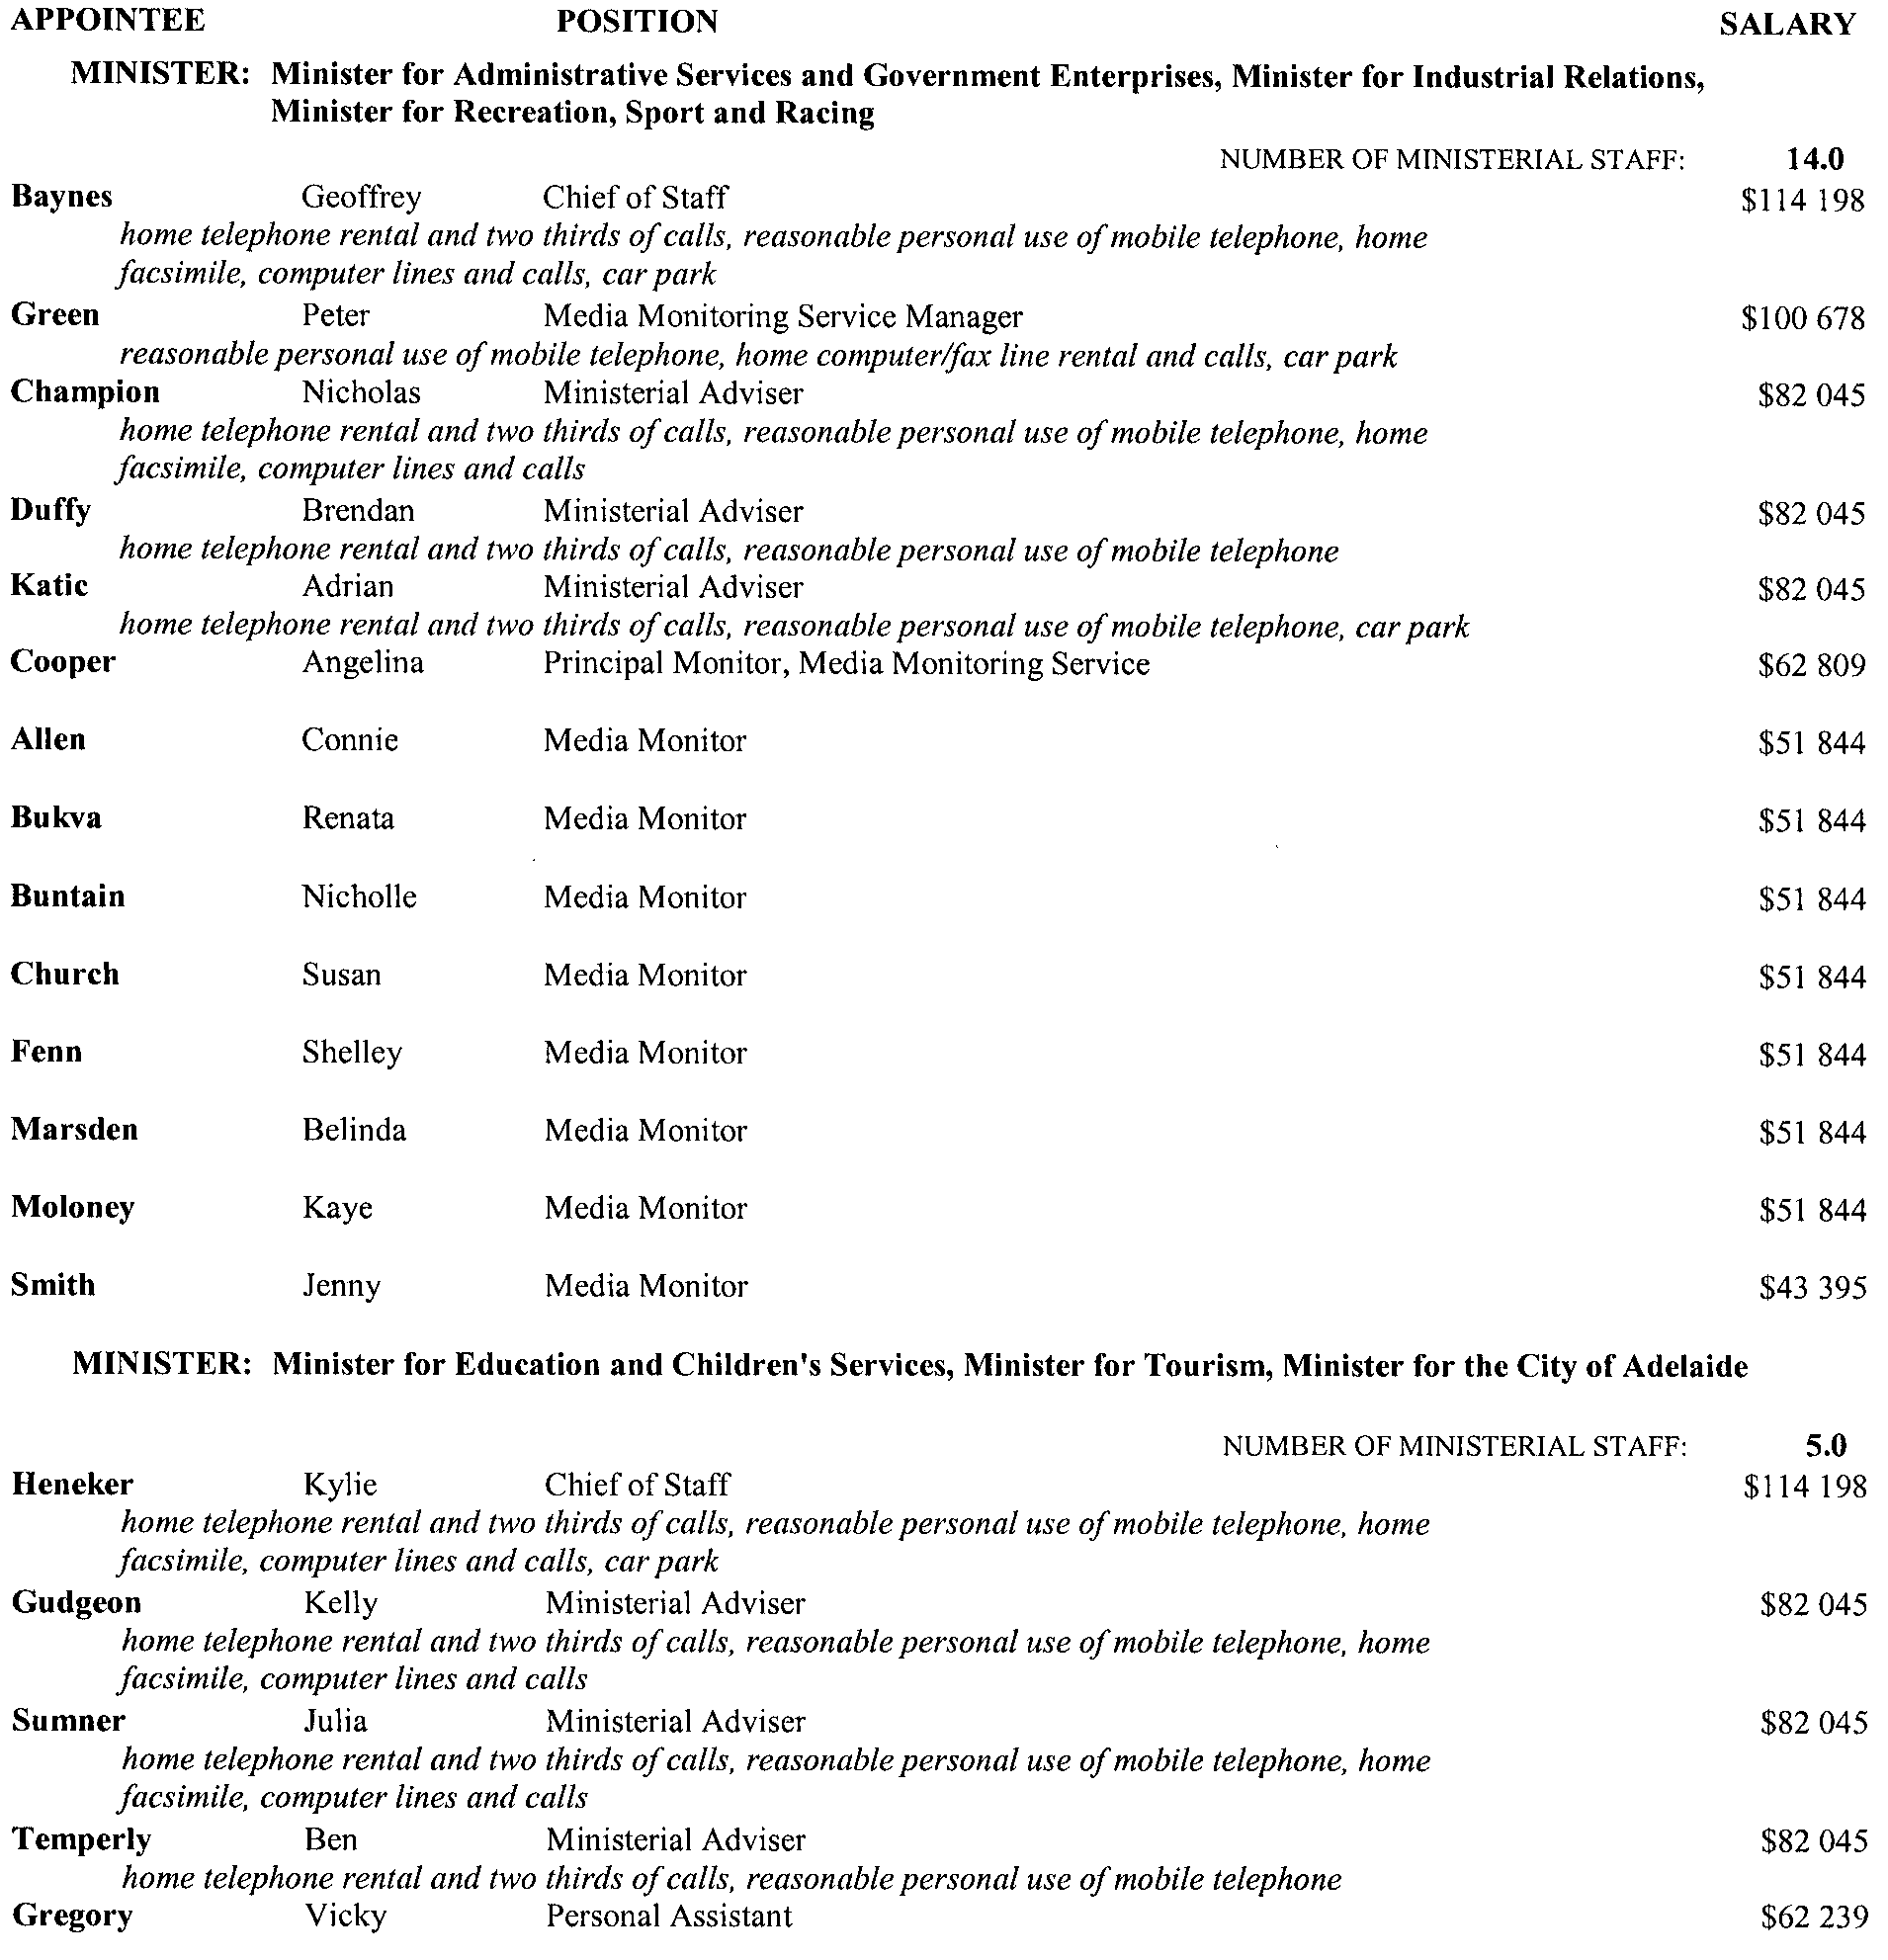 APPOINTEE POSITION SALARY
MINISTER: Minister for Administrative Services and Government Enterprises, Minister for Industrial Relations,
Minister for Recreation, Sport and Racing
NUMBER OF MINISTERIAL STAFF: 14.0
Baynes Geoffrey Chief of Staff $114 198
home telephone rental and two thirds of calls, reasonable personal use of mobile telephone, home
facsimile, computer lines and calls, car park
Green Peter Media Monitoring Service Manager $100 678
reasonable personal use of mobile telephone, home computer/fax line rental and calls, car park
Champion Nicholas Ministerial Adviser $82 045
home telephone rental and two thirds of calls, reasonable personal use of mobile telephone, home
facsimile, computer lines and calls
Duffy Brendan Ministerial Adviser $82 045
home telephone rental and two thirds of calls, reasonable personal use of mobile telephone
Katic Adrian Ministerial Adviser $82 045
home telephone rental and two thirds of calls, reasonable personal use of mobile telephone, car park
Cooper Angelina Principal Monitor, Media Monitoring Service $62 809
Allen Connie Media Monitor $51 844
Bukva Renata Media Monitor $51 844
Buntain Nicholle Media Monitor $51 844
Church Susan Media Monitor $51 844
Fenn Shelley Media Monitor $51 844
Marsden Belinda Media Monitor $51 844
Moloney Kaye Media Monitor $51 844
Smith Jenny Media Monitor $43 395
MINISTER: Minister for Education and Children's Services, Minister for Tourism, Minister for the City of Adelaide
NUMBER OF MINISTERIAL STAFF: 5.0
Heneker Kylie Chief of Staff $114 198
home telephone rental and two thirds of calls, reasonable personal use of mobile telephone, home
facsimile, computer lines and calls, car park
Gudgeon Kelly Ministerial Adviser $82 045
home telephone rental and two thirds of calls, reasonable personal use of mobile telephone, home
facsimile, computer lines and calls
Sumner Julia Ministerial Adviser $82 045
home telephone rental and two thirds of calls, reasonable personal use of mobile telephone, home
facsimile, computer lines and calls
Temperly Ben Ministerial Adviser $82 045
home telephone rental and two thirds of calls, reasonable personal use of mobile telephone
Gregory Vicky Personal Assistant $62 239